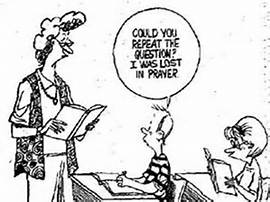 COULD YOU
REPEAT THE
QUESTION?
I WAS LOST
IN PRAYER.